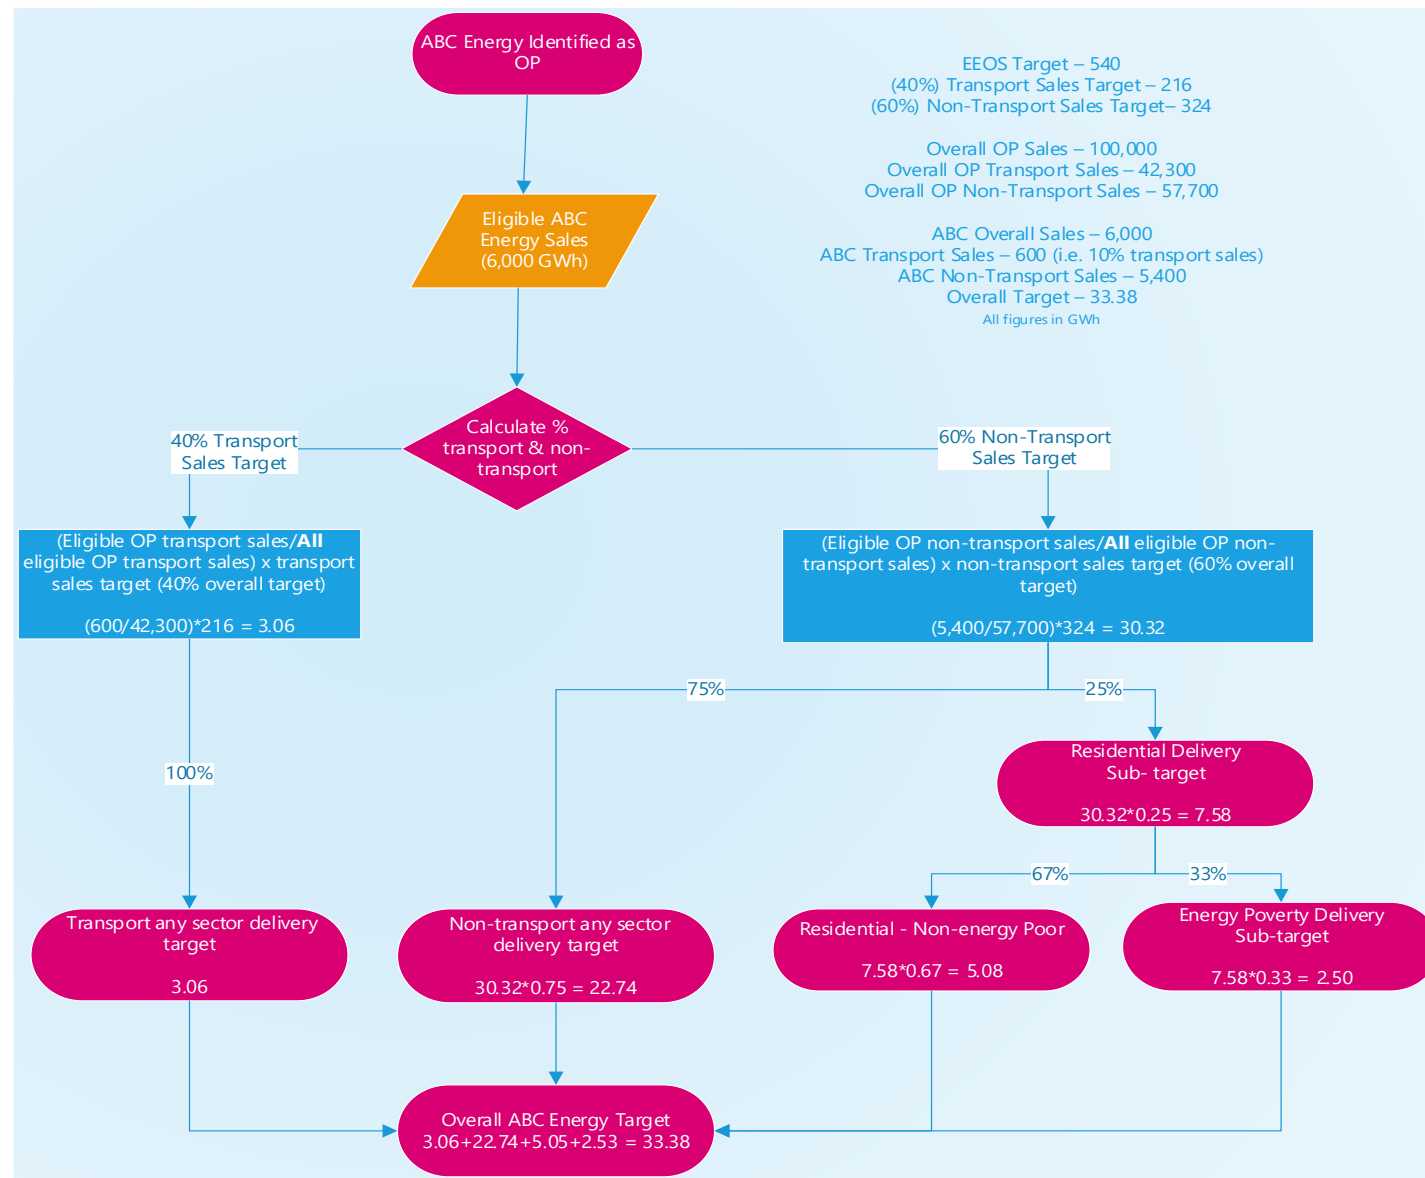 ABC Energy Identified as
OP
EEOS Target – 540
(40%) Transport Sales Target – 216
(60%) Non-Transport Sales Target– 324
Overall OP Sales – 100,000
Overall OP Transport Sales – 42,300
Overall OP Non-Transport Sales – 57,700
ABC Overall Sales – 6,000
ABC Transport Sales – 600 (i.e. 10% transport sales)
ABC Non-Transport Sales – 5,400
Overall Target – 33.38
All figures in GWh
Eligible ABC
Energy Sales
(6,000 GWh)
Calculate %
transport & non-
transport
40% Transport
Sales Target
60% Non-Transport
Sales Target
(Eligible OP transport sales/All
eligible OP transport sales) x transport
sales target (40% overall target)
(600/42,300)*216 = 3.06
(Eligible OP non-transport sales/All eligible OP non-
transport sales) x non-transport sales target (60% overall
target)
(5,400/57,700)*324 = 30.32
75%
25%
100%
Residential Delivery
Sub- target
30.32*0.25 = 7.58
67%
33%
Transport any sector delivery
target
3.06
Non-transport any sector
delivery target
30.32*0.75 = 22.74
Residential - Non-energy Poor
7.58*0.67 = 5.08
Energy Poverty Delivery
Sub-target
7.58*0.33 = 2.50
Overall ABC Energy Target
3.06+22.74+5.05+2.53 = 33.38